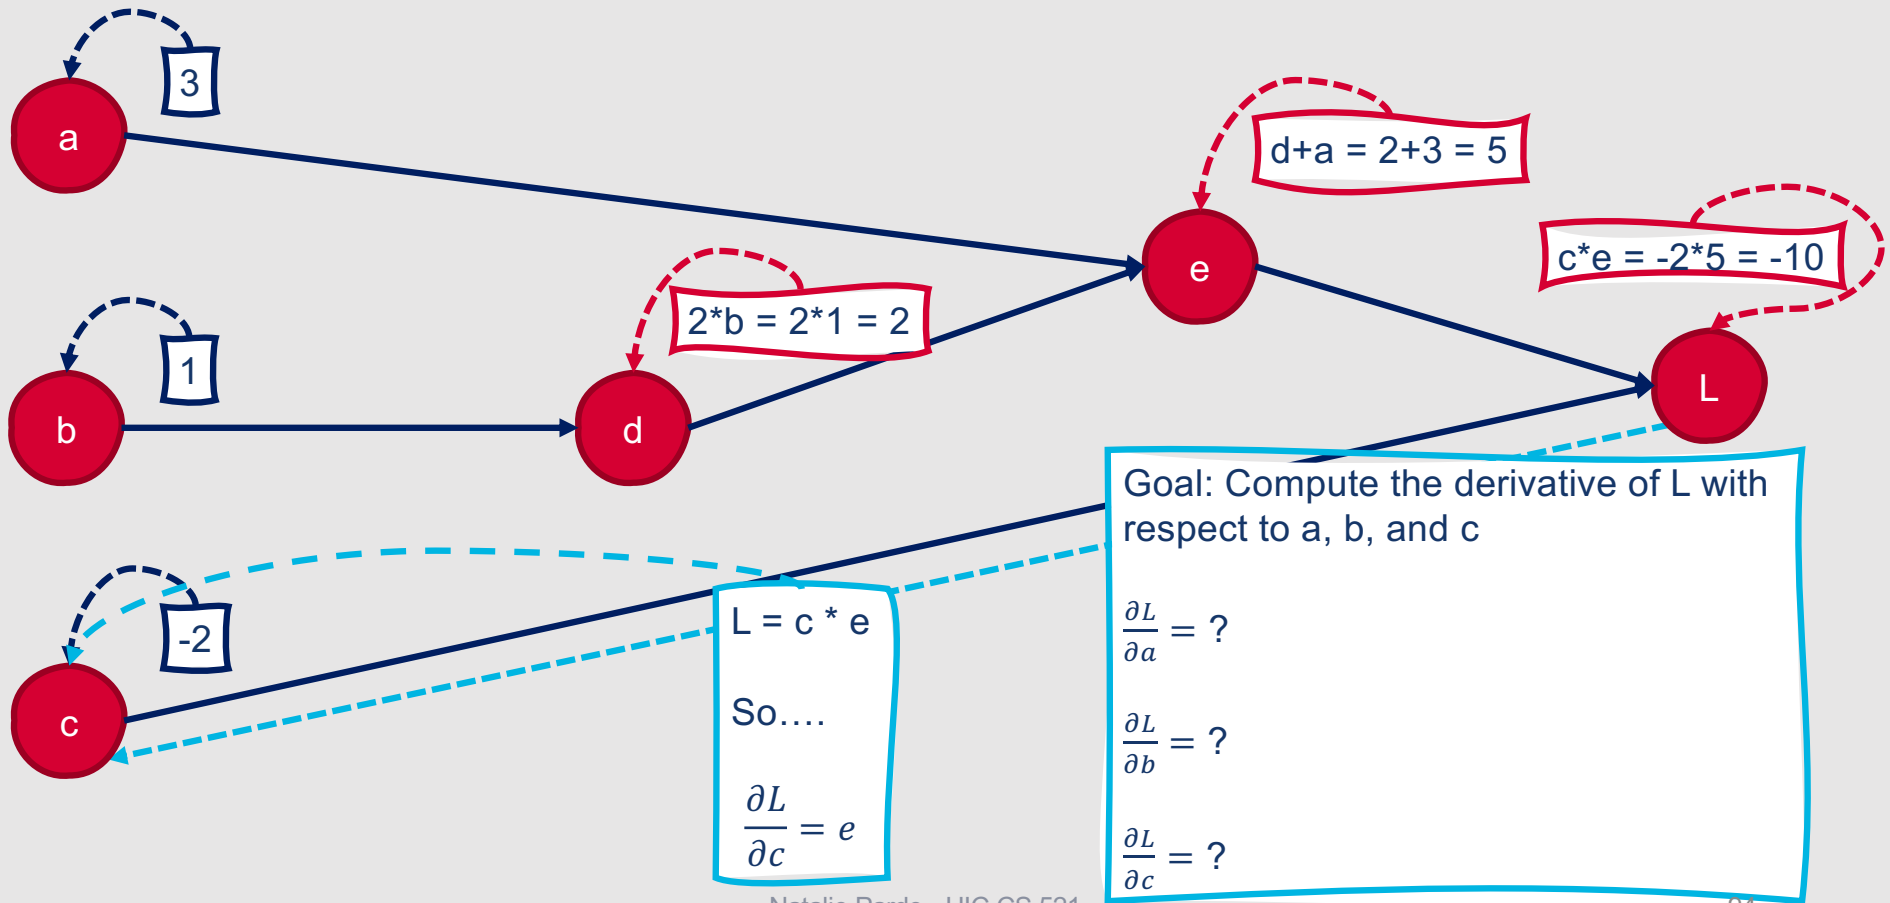 3
a
d+a = 2+3 = 5
c*e = -2*5 = -10
e
2*b = 2*1 = 2
1
b
d
L
Goal: Compute the derivative of L with
respect to a, b, and c
∂L/∂a = ?
∂L/∂b = ?
∂L/∂c = ?
-2
c
L = c * e
So....
∂L/∂c = e